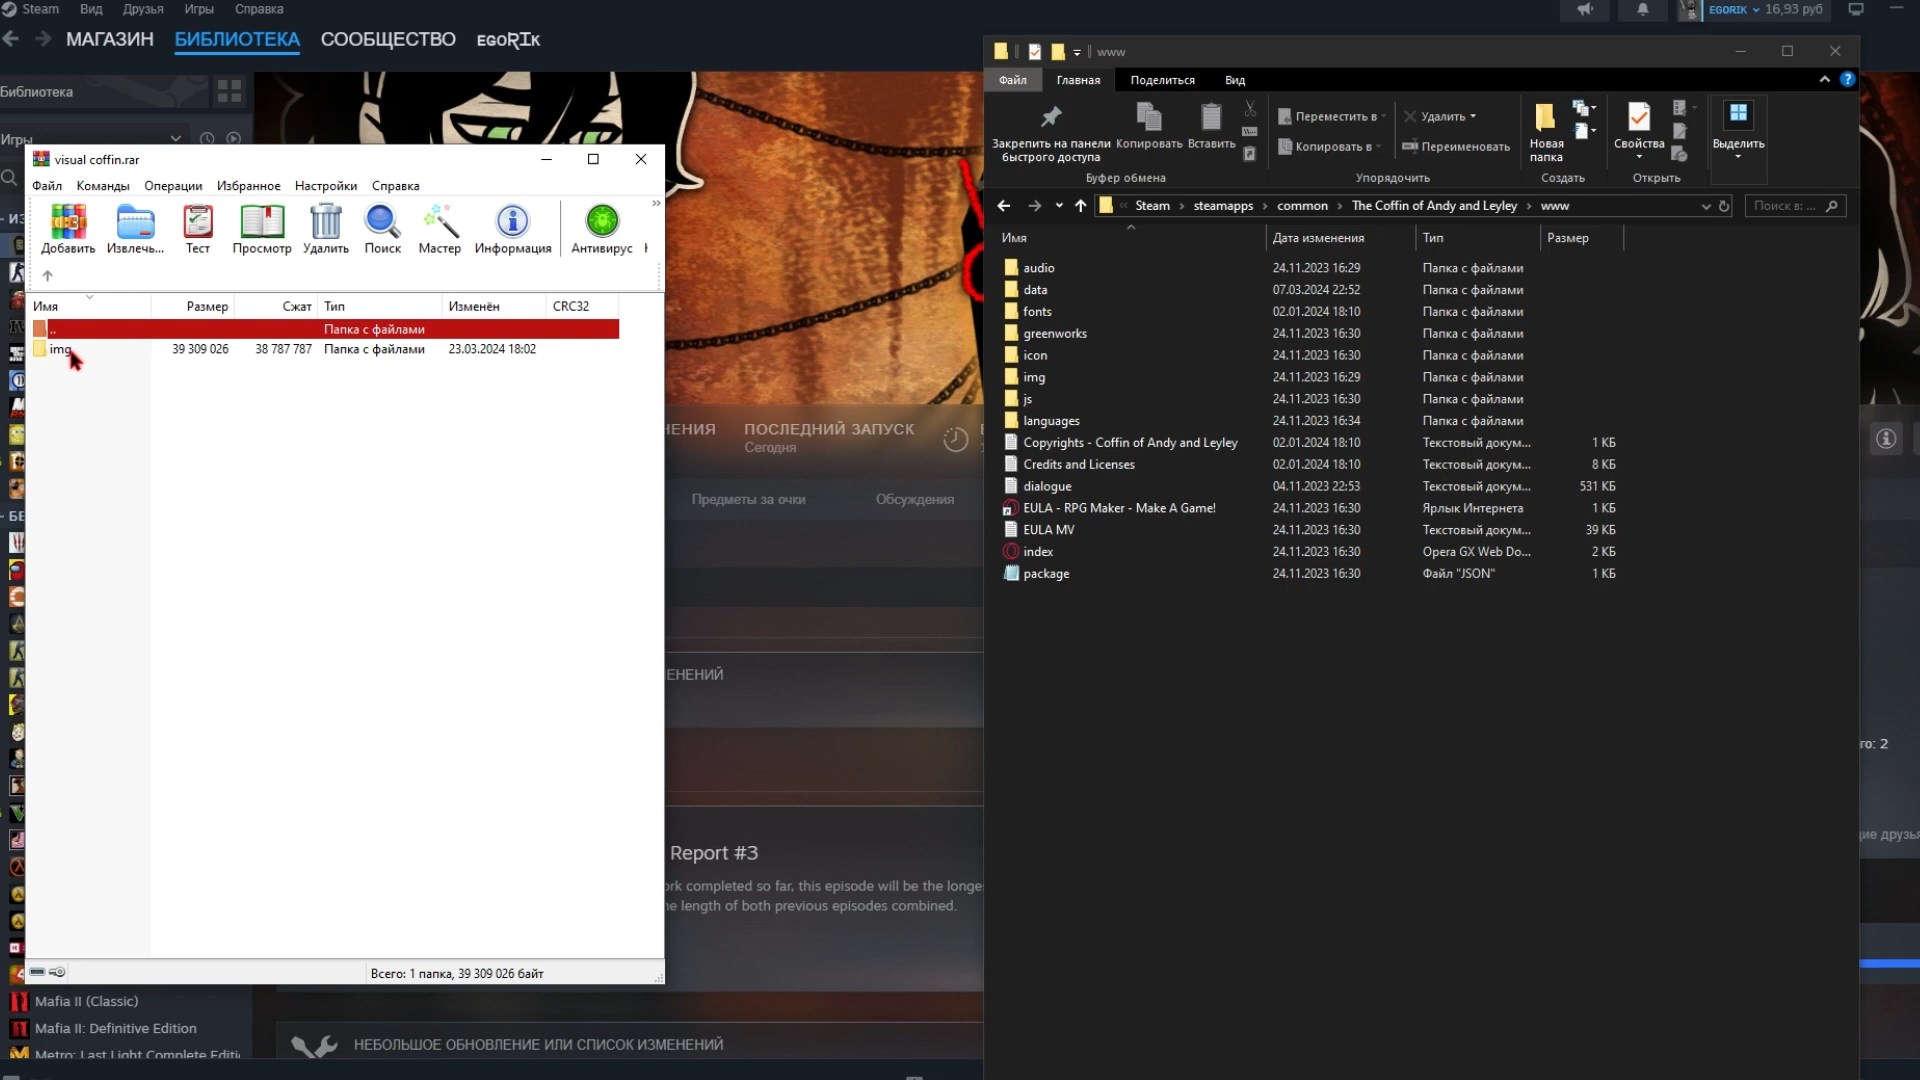 Steam Вид Друзья Игры Справка
EGORIK 16,93 руб
МАГАЗИН БИБЛИОТЕКА СООБЩЕСТВО EGORIK
Библиотека
Игры
visual coffin.rar
Файл Команды Операции Избранное Настройки Справка
Добавить Извлечь... Тест Просмотр Удалить Поиск Мастер Информация Антивирус
Имя Размер Сжат Тип Изменён CRC32
.. Папка с файлами
img 39 309 026 38 787 787 Папка с файлами 23.03.2024 18:02
Всего: 1 папка, 39 309 026 байт
Mafia II (Classic)
Mafia II: Definitive Edition
Metro: Last Light Complete Editi
НЕНИЯ ПОСЛЕДНИЙ ЗАПУСК
Сегодня
Предметы за очки Обсуждения
ЕНЕНИЙ
Report #3
rk completed so far, this episode will be the longe
e length of both previous episodes combined.
НЕБОЛЬШОЕ ОБНОВЛЕНИЕ ИЛИ СПИСОК ИЗМЕНЕНИЙ
www
Файл Главная Поделиться Вид
Закрепить на панели быстрого доступа
Копировать Вставить
Переместить в
Копировать в
Удалить
Переименовать
Новая папка
Свойства
Выделить
Буфер обмена Упорядочить Создать Открыть
Steam steamapps common The Coffin of Andy and Leyley www
Поиск в: ...
Имя Дата изменения Тип Размер
audio 24.11.2023 16:29 Папка с файлами
data 07.03.2024 22:52 Папка с файлами
fonts 02.01.2024 18:10 Папка с файлами
greenworks 24.11.2023 16:30 Папка с файлами
icon 24.11.2023 16:30 Папка с файлами
img 24.11.2023 16:29 Папка с файлами
js 24.11.2023 16:30 Папка с файлами
languages 24.11.2023 16:34 Папка с файлами
Copyrights - Coffin of Andy and Leyley 02.01.2024 18:10 Текстовый докум... 1 КБ
Credits and Licenses 02.01.2024 18:10 Текстовый докум... 8 КБ
dialogue 04.11.2023 22:53 Текстовый докум... 531 КБ
EULA - RPG Maker - Make A Game! 24.11.2023 16:30 Ярлык Интернета 1 КБ
EULA MV 24.11.2023 16:30 Текстовый докум... 39 КБ
index 24.11.2023 16:30 Opera GX Web Do... 2 КБ
package 24.11.2023 16:30 Файл "JSON" 1 КБ
го: 2
ие друзья